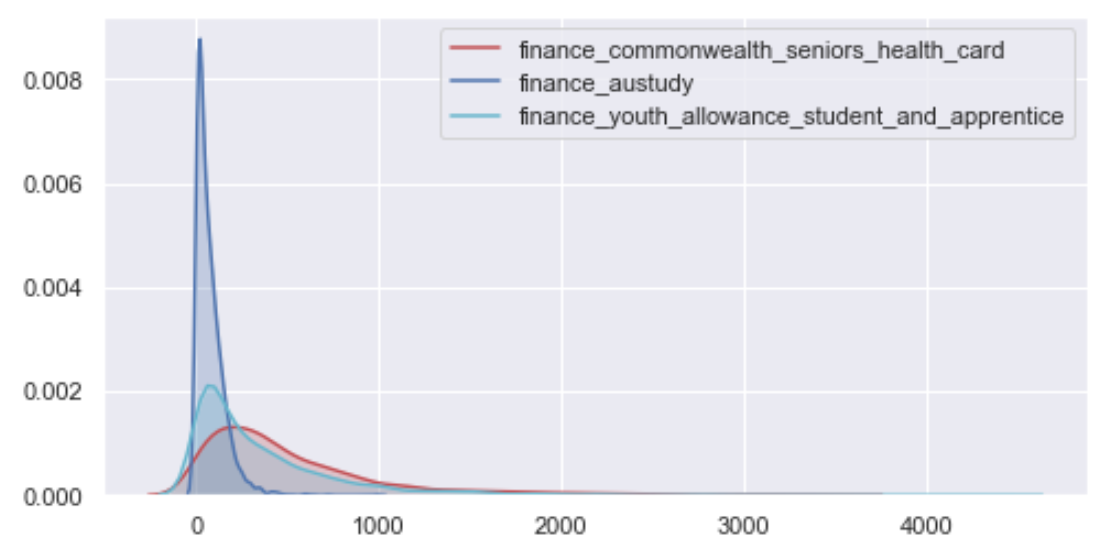 finance_commonwealth_seniors_health_card
finance_austudy
finance_youth_allowance_student_and_apprentice
0.008
0.006
0.004
0.002
0.000
0 1000 2000 3000 4000